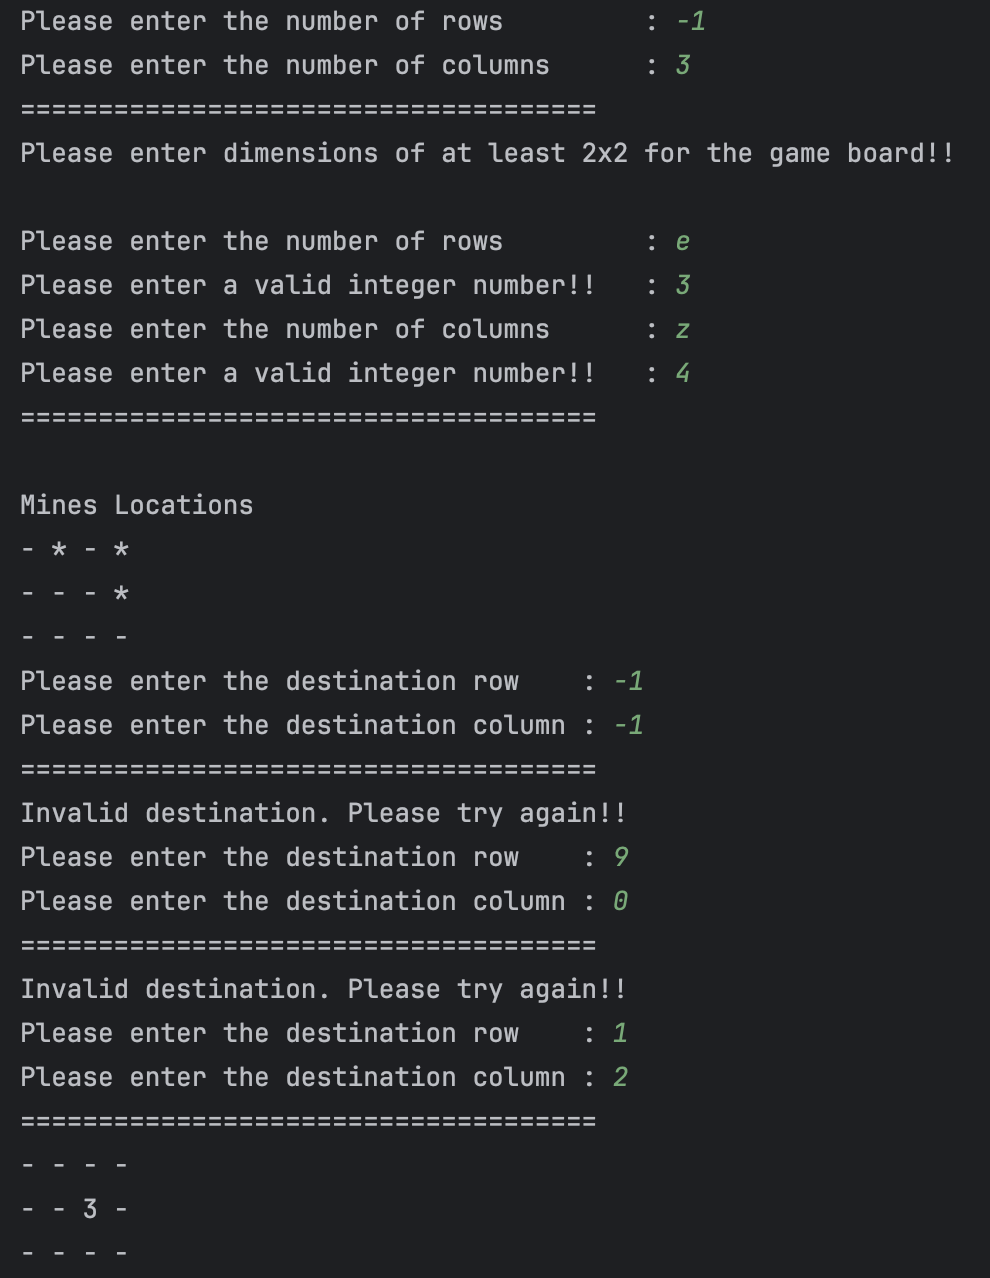 Please enter the number of rows         : -1
Please enter the number of columns      : 3
=====================================
Please enter dimensions of at least 2x2 for the game board!!

Please enter the number of rows         : e
Please enter a valid integer number!!   : 3
Please enter the number of columns      : z
Please enter a valid integer number!!   : 4
=====================================

Mines Locations
- * - *
- - - *
- - - -
Please enter the destination row    : -1
Please enter the destination column : -1
=====================================
Invalid destination. Please try again!!
Please enter the destination row    : 9
Please enter the destination column : 0
=====================================
Invalid destination. Please try again!!
Please enter the destination row    : 1
Please enter the destination column : 2
=====================================
- - - -
- - 3 -
- - - -